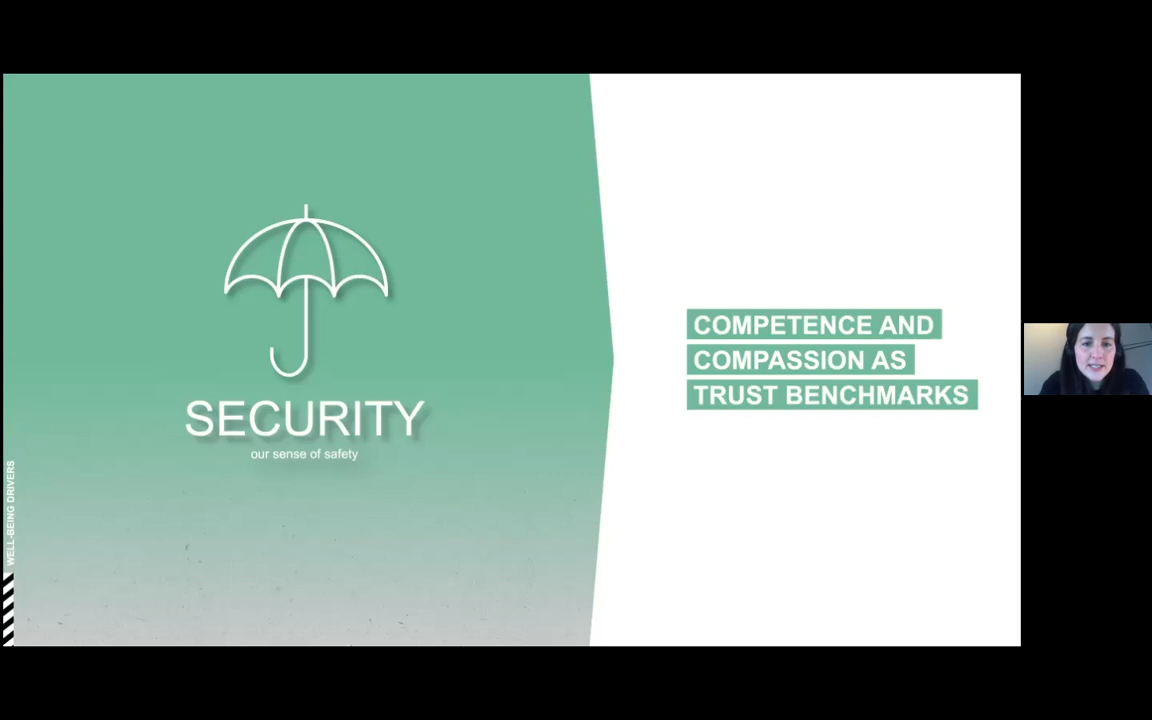 SECURITY
our sense of safety
WELL-BEING DRIVERS
COMPETENCE AND
COMPASSION AS
TRUST BENCHMARKS